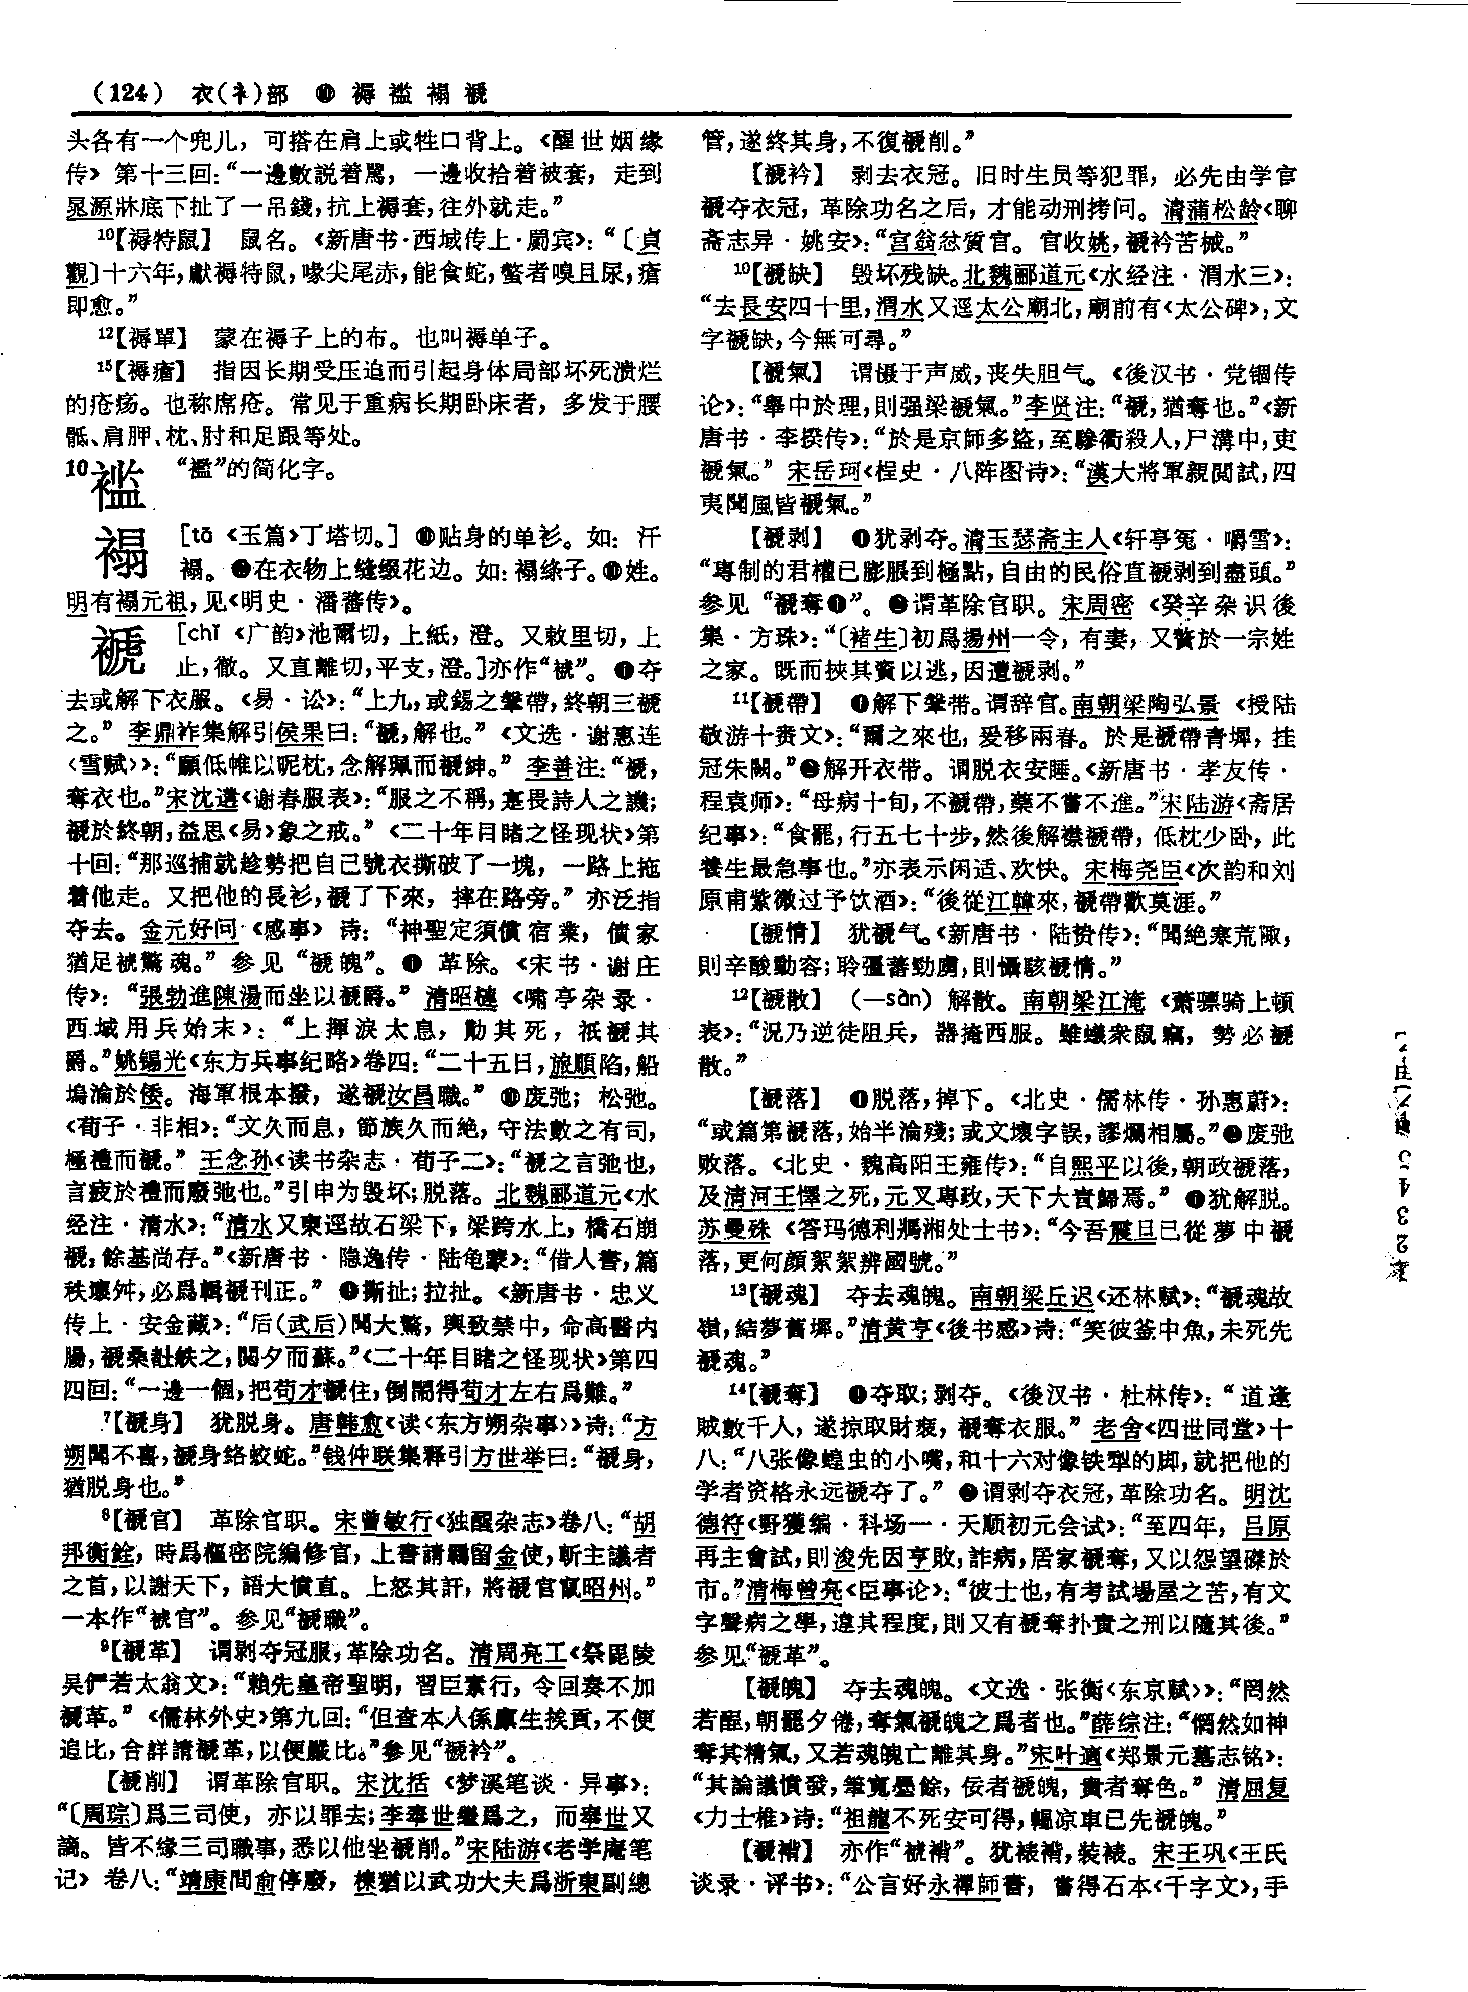 (124) 衣(衤)部 ❿ 褥褴褟褫
头各有一个兜儿，可搭在肩上或牲口背上。《醒世姻缘
传》第十三回：“一邊數説着駡，一邊收拾着被套，走到
晁源牀底下扯了一吊錢，抗上褥套，往外就走。”
10【褥特鼠】 鼠名。《新唐书·西域传上·罽宾》：“〔貞
觀〕十六年，獻褥特鼠，喙尖尾赤，能食蛇，螫者嗅且尿，瘡
即愈。”
12【褥單】 蒙在褥子上的布。也叫褥单子。
15【褥瘡】 指因长期受压迫而引起身体局部坏死溃烂
的疮疡。也称席疮。常见于重病长期卧床者，多发于腰
骶、肩胛、枕、肘和足跟等处。
10褴 “襤”的简化字。
褟 [tā 《玉篇》丁塔切。] ❶贴身的单衫。如：汗
褟。❷在衣物上缝缀花边。如：褟绦子。❸姓。
明有褟元祖，见《明史·潘蕃传》。
褫 [chǐ 《广韵》池爾切，上紙，澄。又敕里切，上
止，徹。又直離切，平支，澄。]亦作“㧢”。❶夺
去或解下衣服。《易·讼》：“上九，或錫之鞶帶，終朝三褫
之。”李鼎祚集解引侯果曰：“褫，解也。”《文选·谢惠连
〈雪赋〉》：“願低帷以昵枕，念解珮而褫紳。”李善注：“褫，
奪衣也。”宋沈遘《谢春服表》：“服之不稱，寔畏詩人之譏；
褫於終朝，益思《易》象之戒。”《二十年目睹之怪现状》第
十回：“那巡捕就趁勢把自己號衣撕破了一塊，一路上拖
着他走。又把他的長衫，褫了下來，摔在路旁。”亦泛指
夺去。金元好问《感事》诗：“神聖定須償宿業，債家
猶足褫驚魂。”参见“褫魄”。❷革除。《宋书·谢庄
传》：“張勃進陳湯而坐以褫爵。”清昭槤《啸亭杂录·
西域用兵始末》：“上揮淚太息，勛其死，祇褫其
爵。”姚锡光《东方兵事纪略》卷四：“二十五日，旅順陷，船
塢淪於倭。海軍根本撥，遂褫汝昌職。”❸废弛；松弛。
《荀子·非相》：“文久而息，節族久而絶，守法數之有司，
極禮而褫。”王念孙《读书杂志·荀子二》：“褫之言弛也，
言疲於禮而廢弛也。”引申为毁坏；脱落。北魏郦道元《水
经注·清水》：“清水又東逕故石梁下，梁跨水上，橋石崩
褫，餘基尚存。”《新唐书·隐逸传·陆龟蒙》：“借人書，篇
秩壞舛，必爲輯褫刊正。”❹撕扯；拉扯。《新唐书·忠义
传上·安金藏》：“后(武后)聞大驚，輿致禁中，命高醫内
腸，褫桑紩之，閲夕而蘇。”《二十年目睹之怪现状》第四
四回：“一邊一個，把苟才褫住，倒鬧得苟才左右爲難。”
7【褫身】 犹脱身。唐韩愈《读〈东方朔杂事〉》诗：“方
朔聞不喜，褫身络蛟蛇。”钱仲联集释引方世举曰：“褫身，
猶脱身也。”
8【褫官】 革除官职。宋曾敏行《独醒杂志》卷八：“胡
邦衡銓，時爲樞密院編修官，上書請羈留金使，斬主議者
之首，以謝天下，語大憤直。上怒其訐，將褫官竄昭州。”
一本作“㧢官”。参见“褫職”。
9【褫革】 谓剥夺冠服，革除功名。清周亮工《祭毘陵
吴伊若太翁文》：“賴先皇帝聖明，習臣素行，令回奏不加
褫革。”《儒林外史》第九回：“但查本人係廪生挨貢，不便
追比，合詳請褫革，以便嚴比。”参见“褫衿”。
【褫削】 谓革除官职。宋沈括《梦溪笔谈·异事》：
“〔周琮〕爲三司使，亦以罪去；李奉世繼爲之，而奉世又
謫。皆不缘三司職事，悉以他坐褫削。”宋陆游《老学庵笔
记》卷八：“靖康間俞停廢，橑猶以武功大夫爲浙東副總
管，遂終其身，不復褫削。”
【褫衿】 剥去衣冠。旧时生员等犯罪，必先由学官
褫夺衣冠，革除功名之后，才能动刑拷问。清蒲松龄《聊
斋志异·姚安》：“宫翁忿質官。官收姚，褫衿苦械。”
10【褫缺】 毁坏残缺。北魏郦道元《水经注·渭水三》：
“去長安四十里，渭水又逕太公廟北，廟前有《太公碑》，文
字褫缺，今無可尋。”
【褫氣】 谓慑于声威，丧失胆气。《後汉书·党锢传
论》：“舉中於理，則强梁褫氣。”李贤注：“褫，猶奪也。”《新
唐书·李揆传》：“於是京師多盜，至驂衢殺人，尸溝中，吏
褫氣。”宋岳珂《桯史·八阵图诗》：“漢大將軍親閲試，四
夷聞風皆褫氣。”
【褫剥】 ❶犹剥夺。清玉瑟斋主人《轩亭冤·嚼雪》：
“專制的君權已膨脹到極點，自由的民俗直褫剥到盡頭。”
参见“褫奪❶”。❷谓革除官职。宋周密《癸辛杂识後
集·方珠》：“〔褚生〕初爲揚州一令，有妻，又贅於一宗姓
之家。既而挾其資以逃，因遭褫剥。”
11【褫帶】 ❶解下鞶带。谓辞官。南朝梁陶弘景《授陆
敬游十赉文》：“爾之來也，爰移兩春。於是褫帶青墀，挂
冠朱闕。”❷解开衣带。谓脱衣安睡。《新唐书·孝友传·
程袁师》：“母病十旬，不褫帶，藥不嘗不進。”宋陆游《斋居
纪事》：“食罷，行五七十步，然後解襟褫帶，低枕少卧，此
養生最急事也。”亦表示闲适、欢快。宋梅尧臣《次韵和刘
原甫紫微过予饮酒》：“後從江韓來，褫帶歡莫涯。”
【褫情】 犹褫气。《新唐书·陆贽传》：“聞絶寒荒陬，
則辛酸動容；聆彊蕃勁虜，則懾駭褫情。”
12【褫散】 (—sàn) 解散。南朝梁江淹《萧骠骑上顿
表》：“況乃逆徒阻兵，器掩西服。雖蟻衆鼠竊，勢必褫
散。”
【褫落】 ❶脱落，掉下。《北史·儒林传·孙惠蔚》：
“或篇第褫落，始半淪殘；或文壞字誤，謬爛相屬。”❷废弛
败落。《北史·魏高阳王雍传》：“自熙平以後，朝政褫落，
及清河王懌之死，元叉專政，天下大責歸焉。”❸犹解脱。
苏曼殊《答玛德利獁湘处士书》：“今吾震旦已從夢中褫
落，更何顔絮絮辨國號。”
13【褫魂】 夺去魂魄。南朝梁丘迟《还林赋》：“褫魂故
嶺，結夢舊墀。”清黄亨《後书感》诗：“笑彼釜中魚，未死先
褫魂。”
14【褫奪】 ❶夺取；剥夺。《後汉书·杜林传》：“道逢
賊數千人，遂掠取財裝，褫奪衣服。”老舍《四世同堂》十
八：“八张像蝗虫的小嘴，和十六对像铁犁的脚，就把他的
学者资格永远褫夺了。”❷谓剥夺衣冠，革除功名。明沈
德符《野獲编·科场一·天顺初元会试》：“至四年，吕原
再主會試，則浚先因亨敗，詐病，居家褫奪，又以怨望磔於
市。”清梅曾亮《臣事论》：“彼士也，有考試場屋之苦，有文
字聲病之學，違其程度，則又有褫奪扑責之刑以隨其後。”
参见“褫革”。
【褫魄】 夺去魂魄。《文选·张衡〈东京赋〉》：“罔然
若酲，朝罷夕倦，奪氣褫魄之爲者也。”薛综注：“惘然如神
奪其精氣，又若魂魄亡離其身。”宋叶適《郑景元墓志铭》：
“其論議憤發，筆寬墨餘，佞者褫魄，貴者奪色。”清屈复
《力士椎》诗：“祖龍不死安可得，轀凉車已先褫魄。”
【褫褙】 亦作“㧢褙”。犹裱褙，装裱。宋王巩《王氏
谈录·评书》：“公言好永禪師書，嘗得石本《千字文》，手